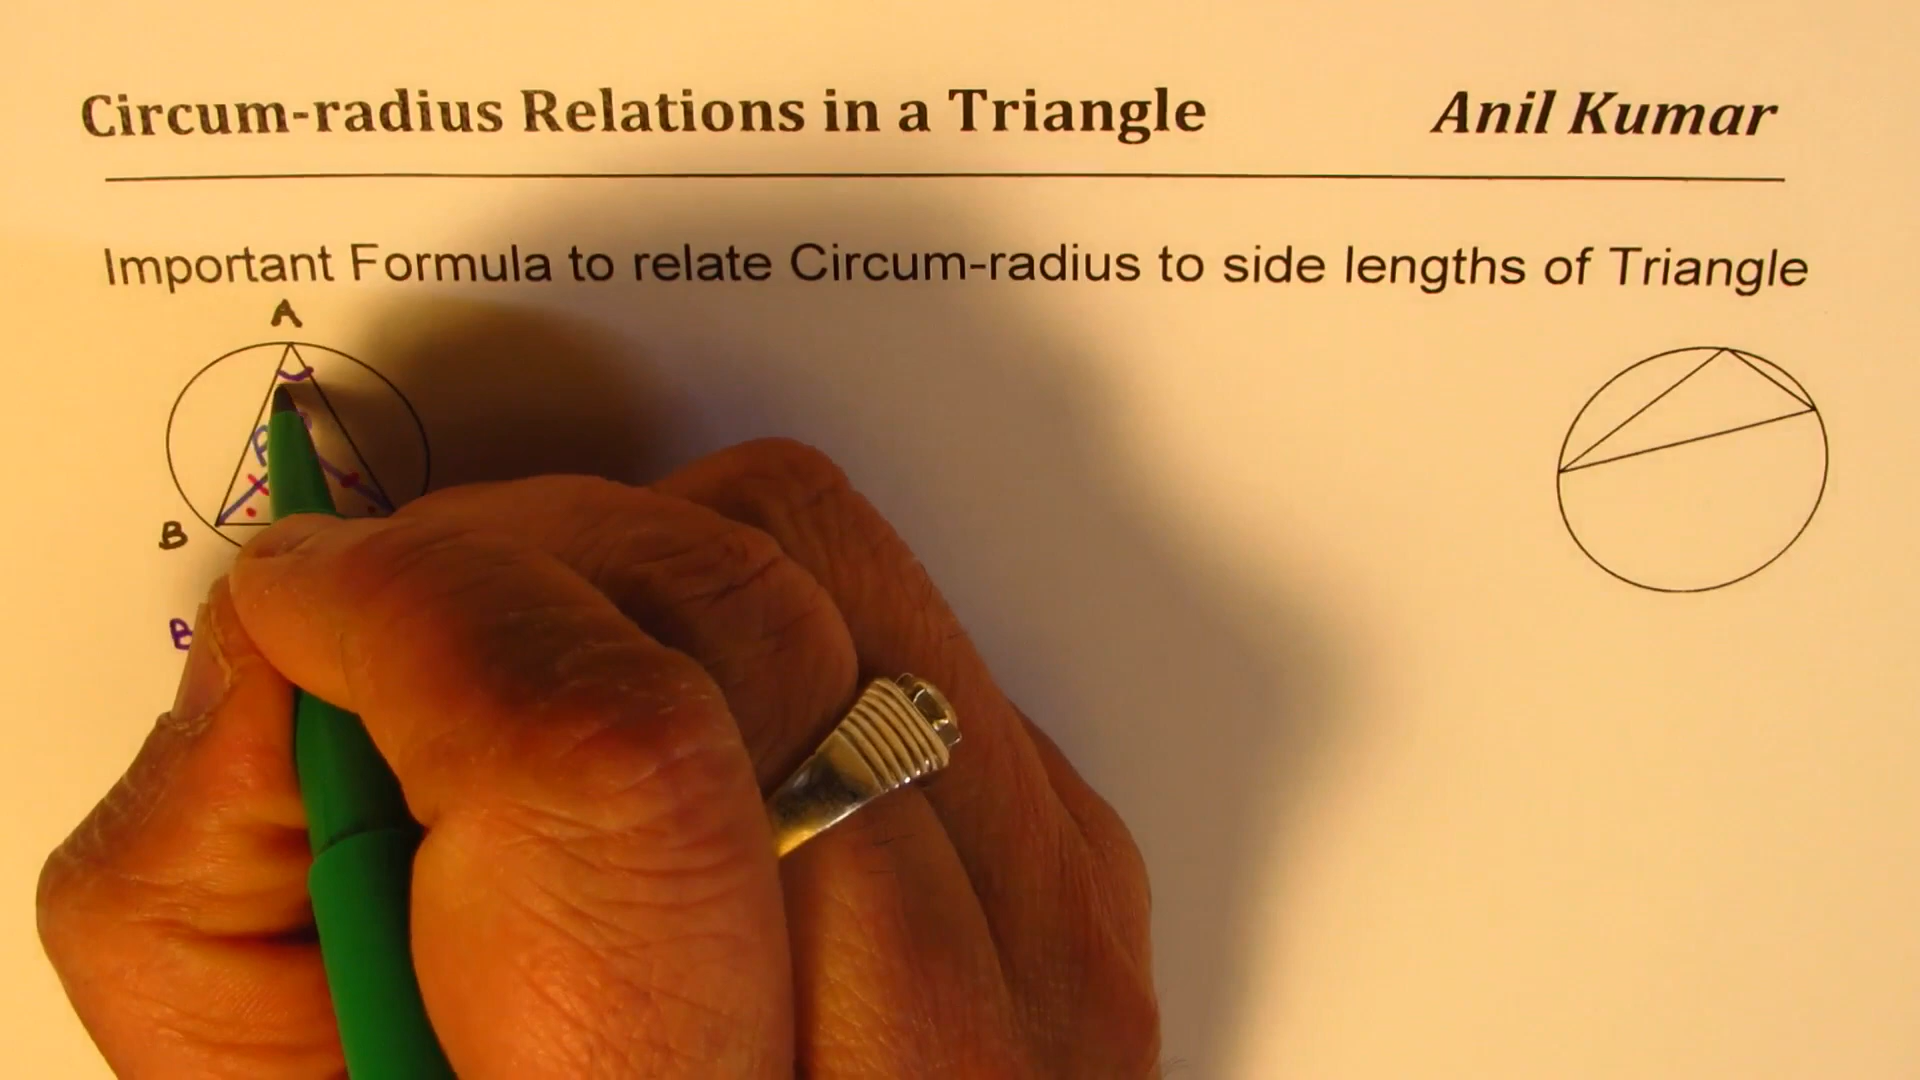 Circum-radius Relations in a Triangle Anil Kumar
Important Formula to relate Circum-radius to side lengths of Triangle
A
B
B